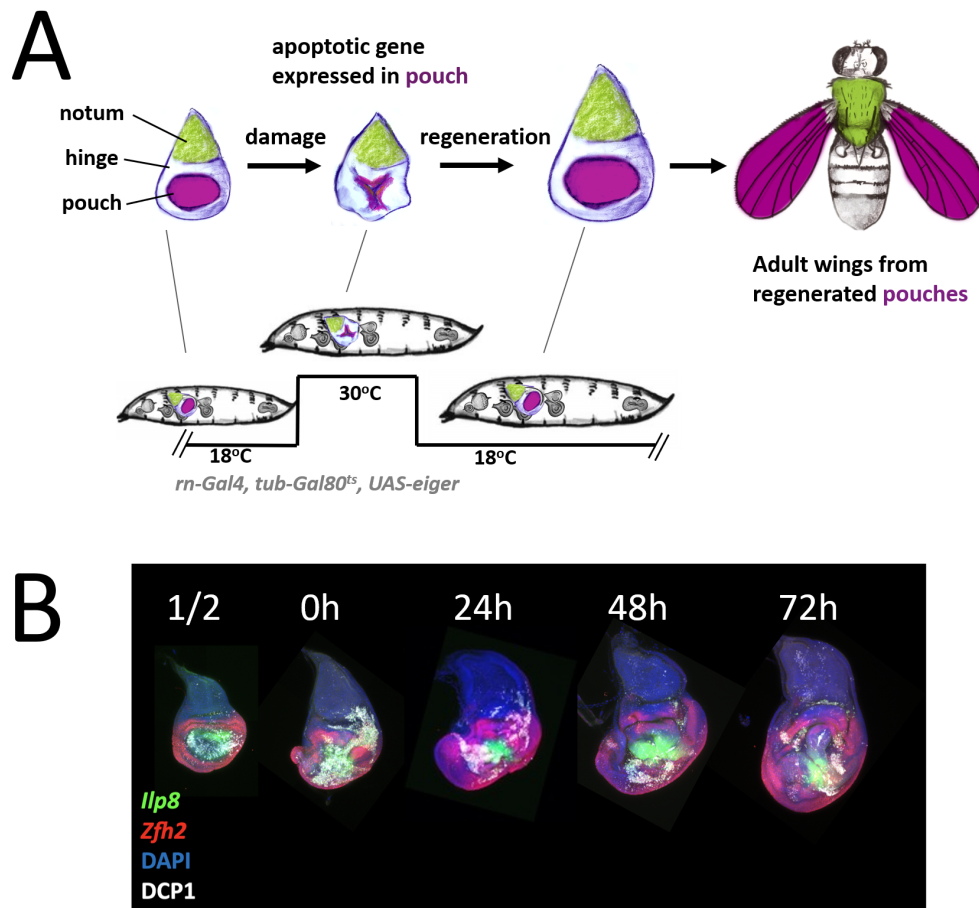 A
apoptotic gene
expressed in pouch
notum
hinge
pouch
damage
regeneration
Adult wings from
regenerated pouches
30°C
18°C
18°C
rn-Gal4, tub-Gal80ts, UAS-eiger
B
1/2 0h 24h 48h 72h
Ilp8
Zfh2
DAPI
DCP1